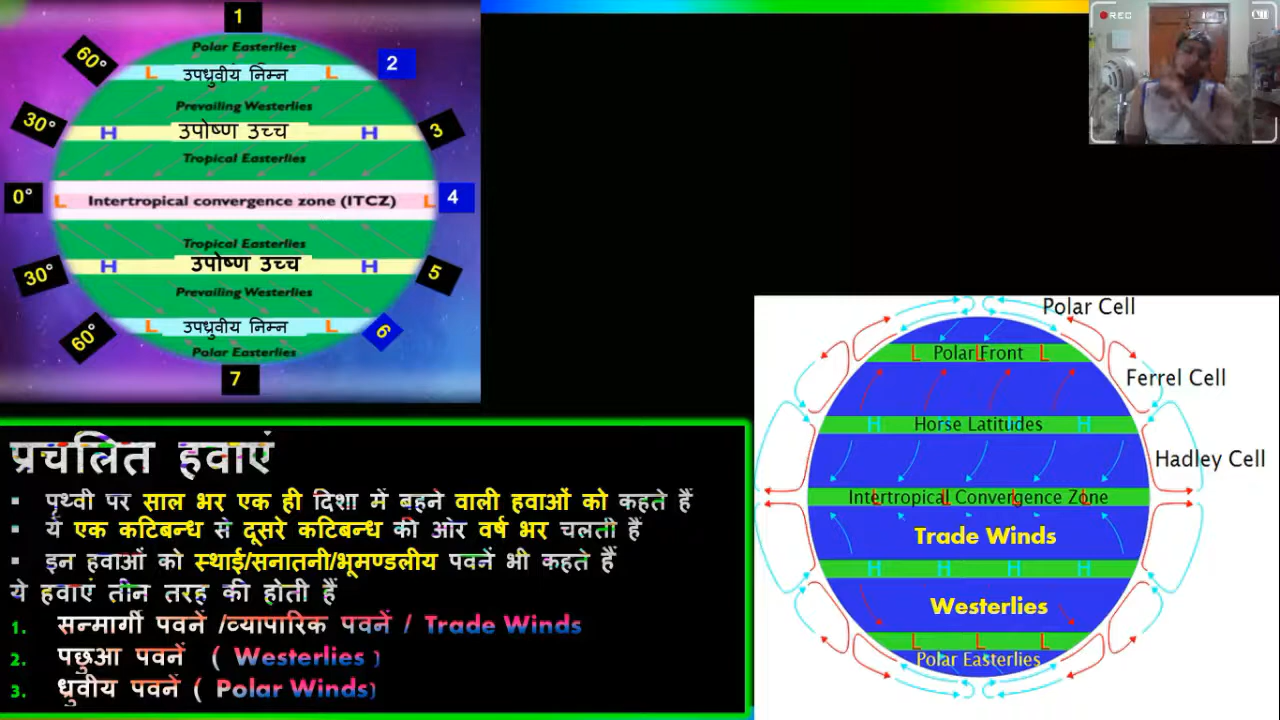 1
Polar Easterlies
60°
L उपध्रुवीय निम्न L
2
Prevailing Westerlies
30°
H उपोष्ण उच्च H
3
Tropical Easterlies
0°
L Intertropical convergence zone (ITCZ) L
4
Tropical Easterlies
30°
H उपोष्ण उच्च H
5
Prevailing Westerlies
60°
L उपध्रुवीय निम्न L
6
Polar Easterlies
7
REC
प्रचलित हवाएं
▪ पृथ्वी पर साल भर एक ही दिशा में बहने वाली हवाओं को कहते हैं
▪ ये एक कटिबन्ध से दूसरे कटिबन्ध की ओर वर्ष भर चलती हैं
▪ इन हवाओं को स्थाई/सनातनी/भूमण्डलीय पवनें भी कहते हैं
ये हवाएं तीन तरह की होती हैं
1. सन्मार्गी पवनें /व्यापारिक पवनें / Trade Winds
2. पछुआ पवनें ( Westerlies )
3. ध्रुवीय पवनें ( Polar Winds)
Polar Cell
L Polar Front L L
Ferrel Cell
H Horse Latitudes H H
Hadley Cell
Intertropical Convergence Zone
L L L L
Trade Winds
H H H H
Westerlies
L L L
Polar Easterlies